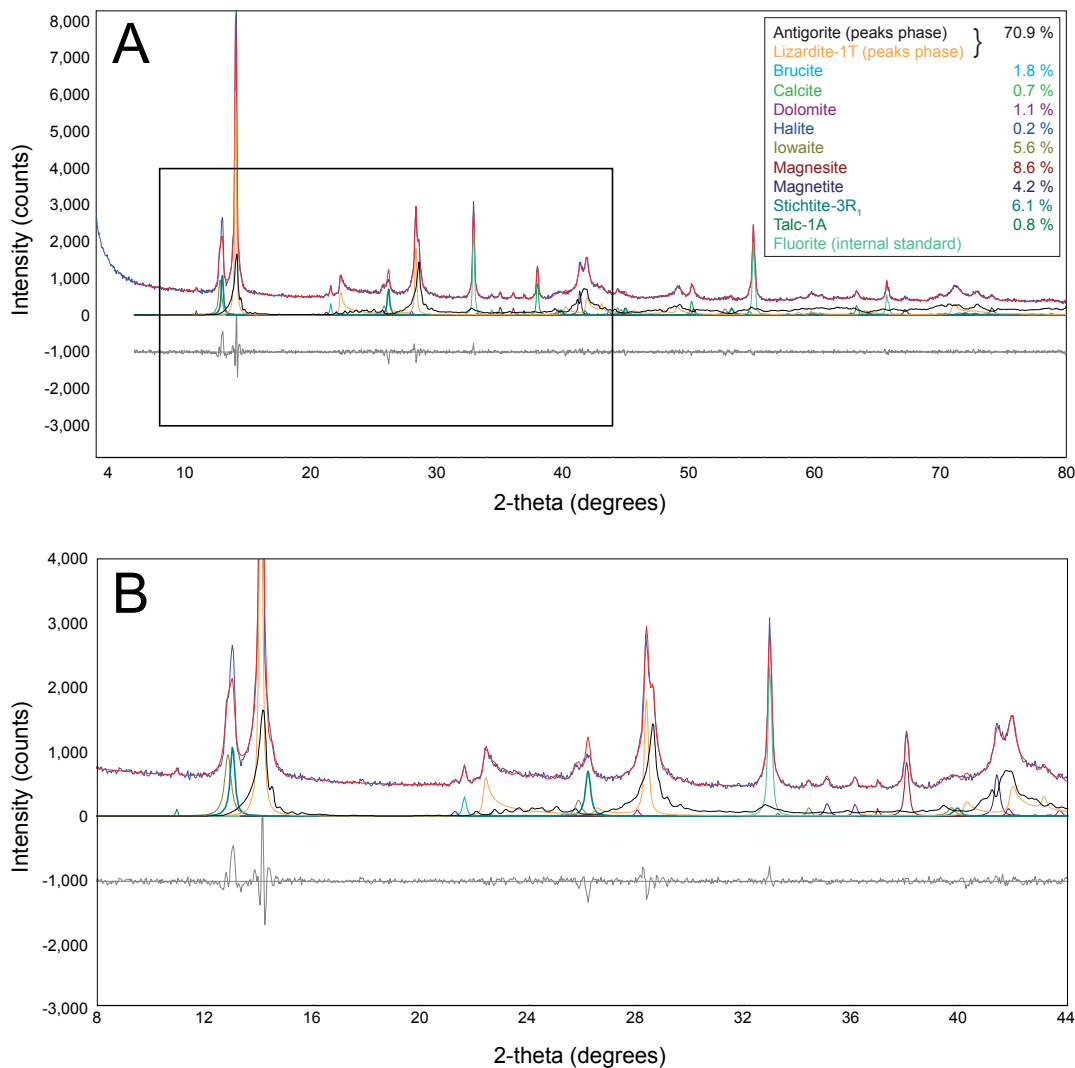 A
8,000
7,000
6,000
5,000
4,000
3,000
2,000
1,000
0
-1,000
-2,000
-3,000
Intensity (counts)
Antigorite (peaks phase) } 70.9 %
Lizardite-1T (peaks phase)
Brucite 1.8 %
Calcite 0.7 %
Dolomite 1.1 %
Halite 0.2 %
Iowaite 5.6 %
Magnesite 8.6 %
Magnetite 4.2 %
Stichtite-3R₁ 6.1 %
Talc-1A 0.8 %
Fluorite (internal standard)
4 10 20 30 40 50 60 70 80
2-theta (degrees)
B
4,000
3,000
2,000
1,000
0
-1,000
-2,000
-3,000
Intensity (counts)
8 12 16 20 24 28 32 36 40 44
2-theta (degrees)